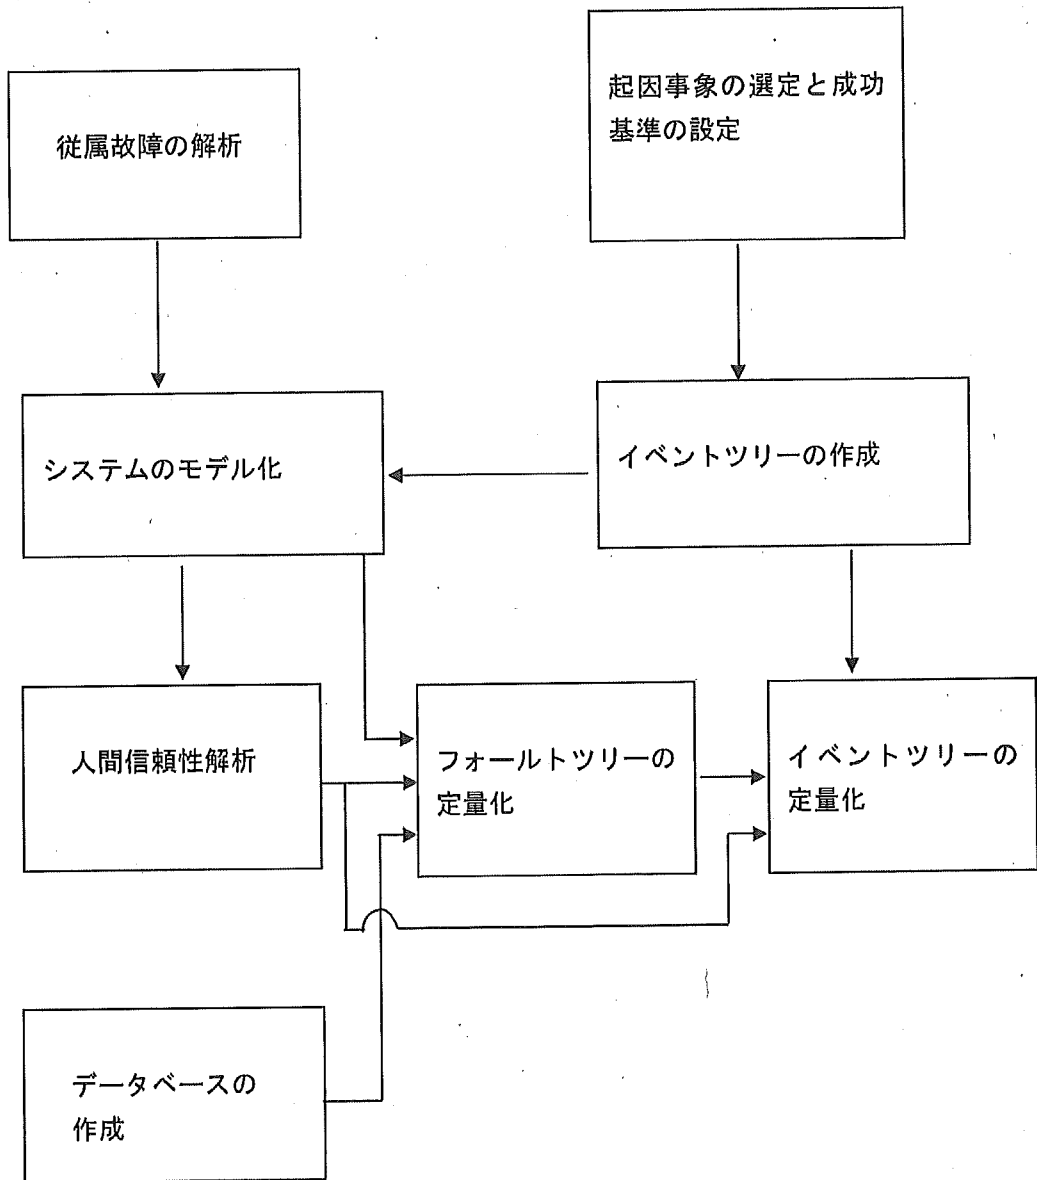 従属故障の解析
起因事象の選定と成功
基準の設定
システムのモデル化
イベントツリーの作成
人間信頼性解析
フォールトツリーの
定量化
イベントツリーの
定量化
データベースの
作成